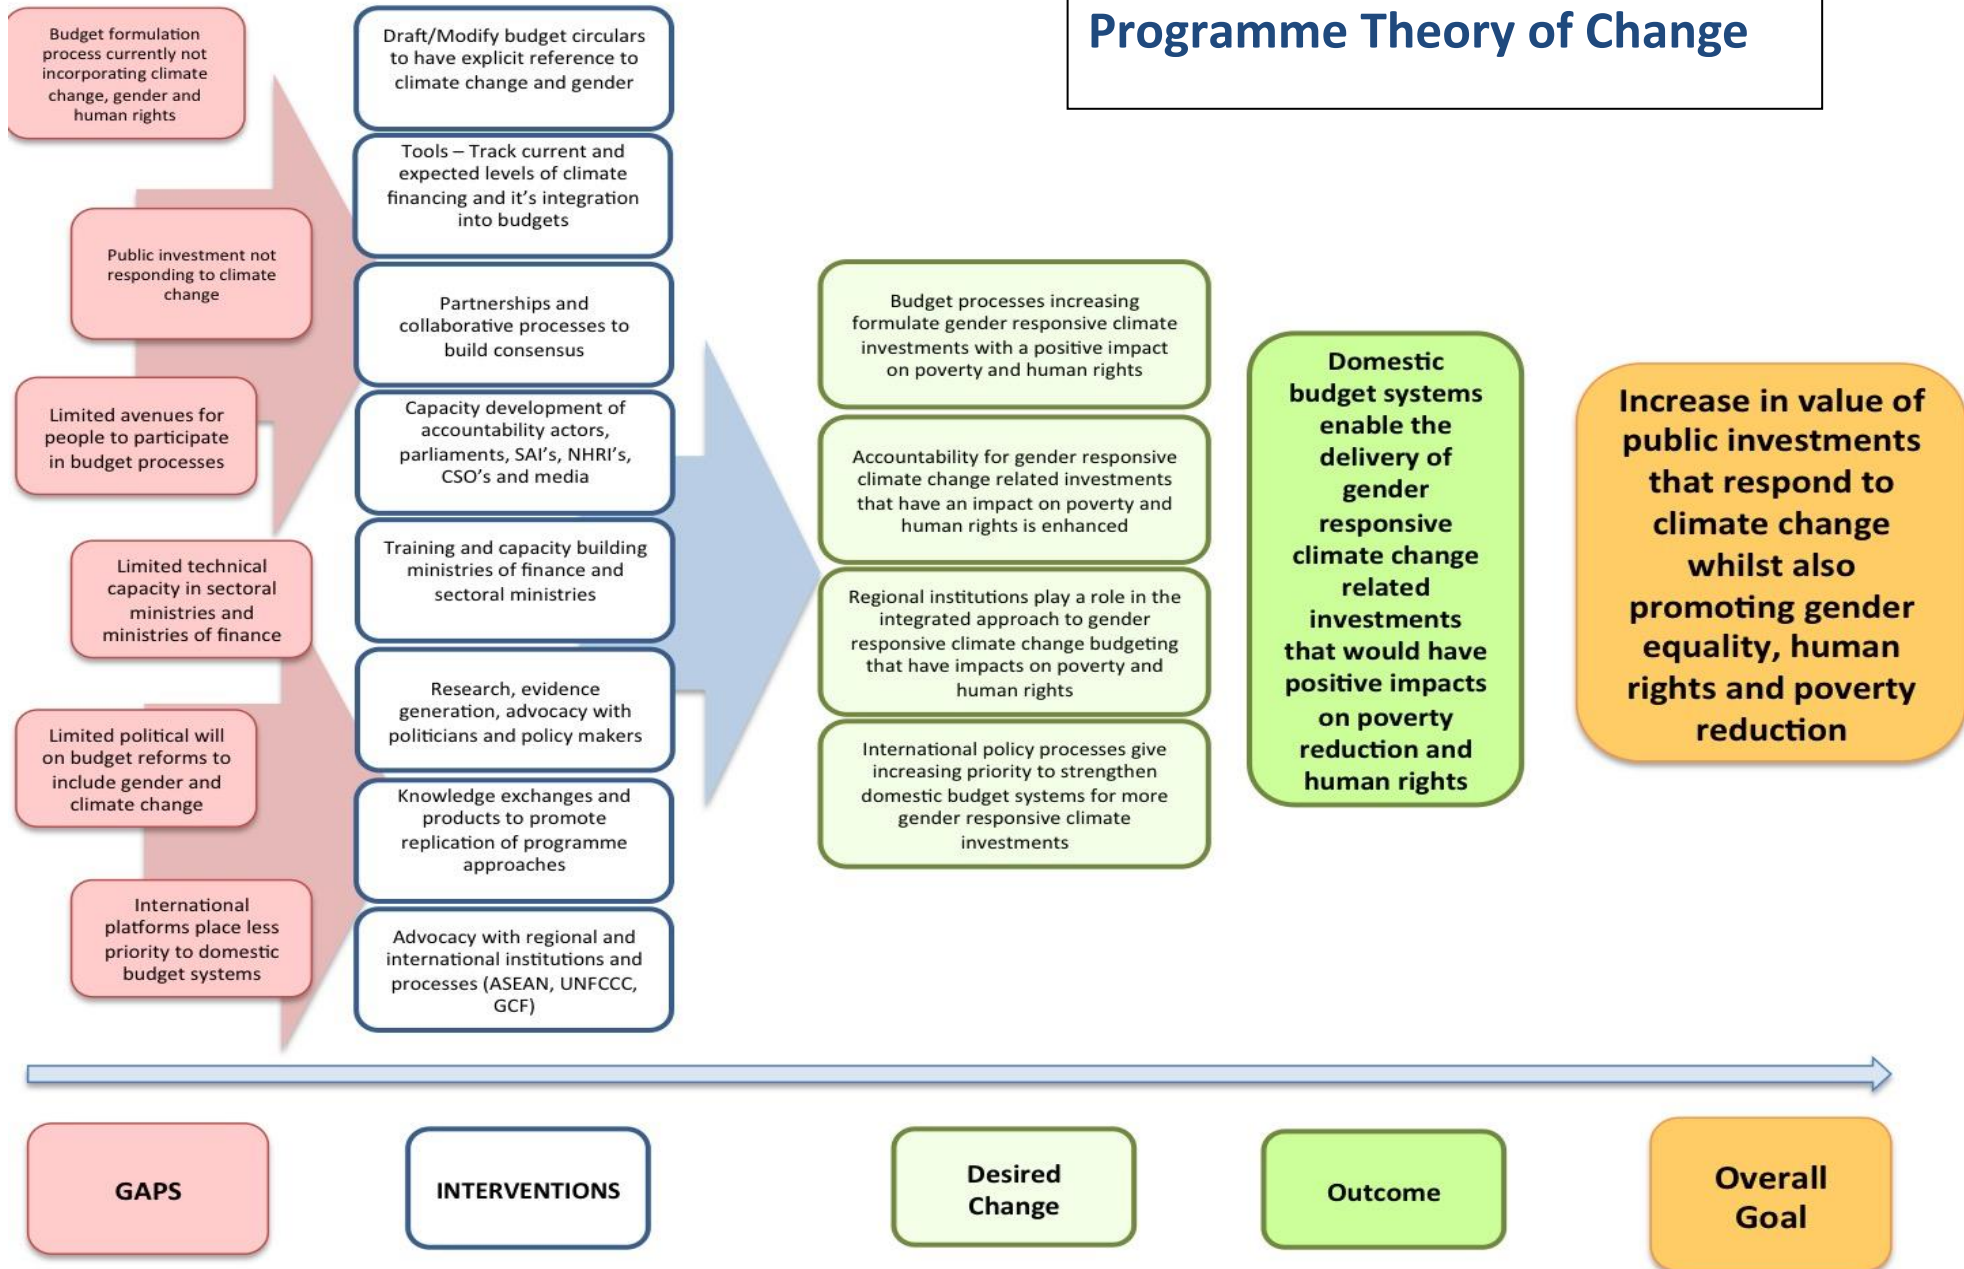 Programme Theory of Change
Budget formulation
process currently not
incorporating climate
change, gender and
human rights
Public investment not
responding to climate
change
Limited avenues for
people to participate
in budget processes
Limited technical
capacity in sectoral
ministries and
ministries of finance
Limited political will
on budget reforms to
include gender and
climate change
International
platforms place less
priority to domestic
budget systems
Draft/Modify budget circulars
to have explicit reference to
climate change and gender
Tools – Track current and
expected levels of climate
financing and it's integration
into budgets
Partnerships and
collaborative processes to
build consensus
Capacity development of
accountability actors,
parliaments, SAI's, NHRI's,
CSO's and media
Training and capacity building
ministries of finance and
sectoral ministries
Research, evidence
generation, advocacy with
politicians and policy makers
Knowledge exchanges and
products to promote
replication of programme
approaches
Advocacy with regional and
international institutions and
processes (ASEAN, UNFCCC,
GCF)
Budget processes increasing
formulate gender responsive climate
investments with a positive impact
on poverty and human rights
Accountability for gender responsive
climate change related investments
that have an impact on poverty and
human rights is enhanced
Regional institutions play a role in the
integrated approach to gender
responsive climate change budgeting
that have impacts on poverty and
human rights
International policy processes give
increasing priority to strengthen
domestic budget systems for more
gender responsive climate
investments
Domestic
budget systems
enable the
delivery of
gender
responsive
climate change
related
investments
that would have
positive impacts
on poverty
reduction and
human rights
Increase in value of
public investments
that respond to
climate change
whilst also
promoting gender
equality, human
rights and poverty
reduction
GAPS
INTERVENTIONS
Desired
Change
Outcome
Overall
Goal